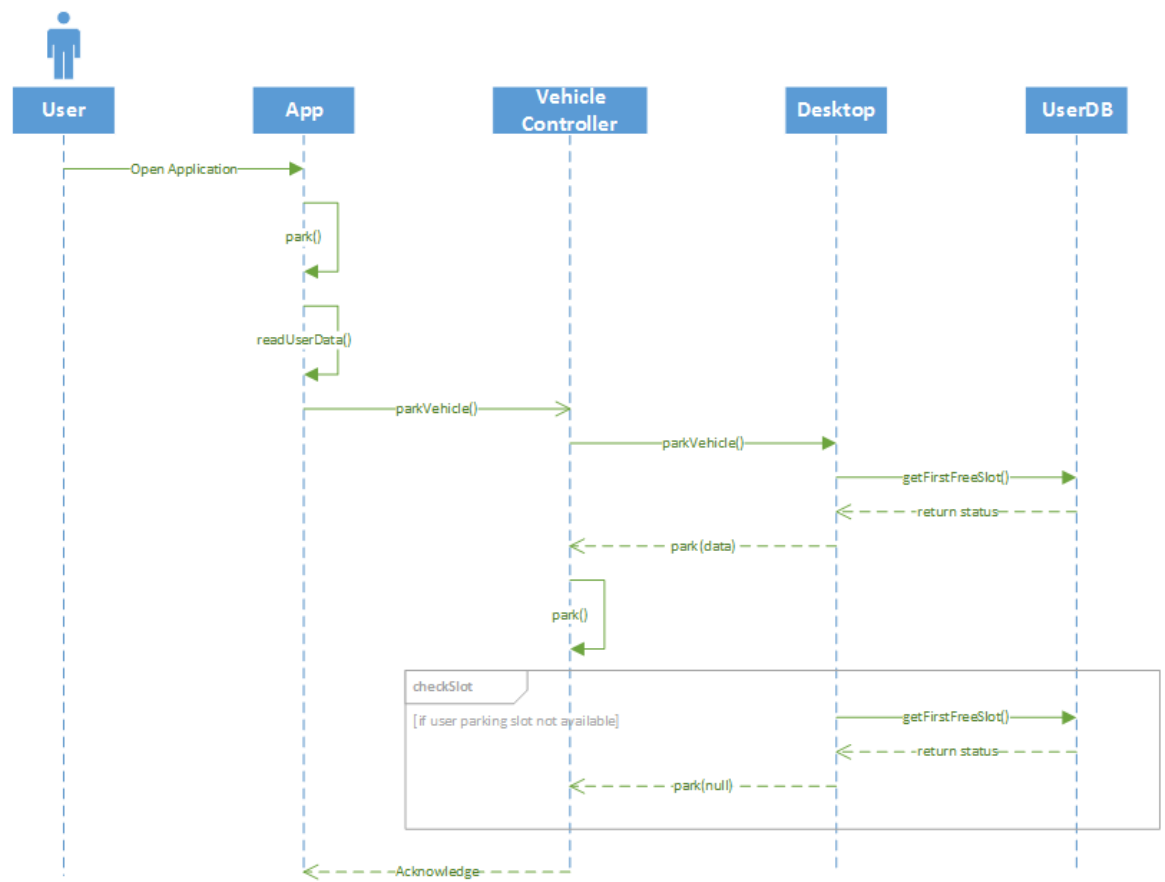 User
App
Vehicle
Controller
Desktop
UserDB
Open Application
park()
readUserData()
parkVehicle()
parkVehicle()
getFirstFreeSlot()
return status
park(data)
park()
checkSlot
[if user parking slot not available]
getFirstFreeSlot()
return status
park(null)
Acknowledge